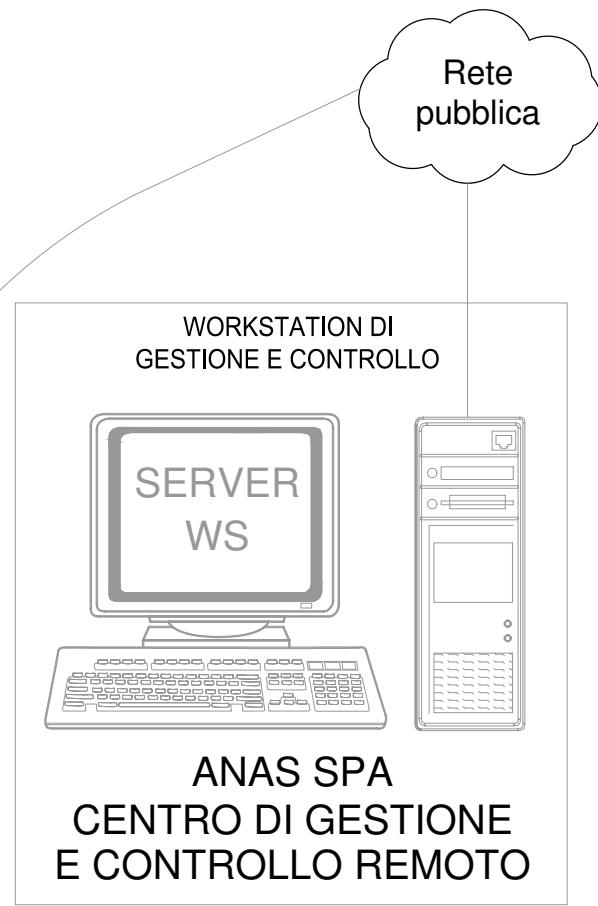 Rete
pubblica
WORKSTATION DI
GESTIONE E CONTROLLO
SERVER
WS
ANAS SPA
CENTRO DI GESTIONE
E CONTROLLO REMOTO